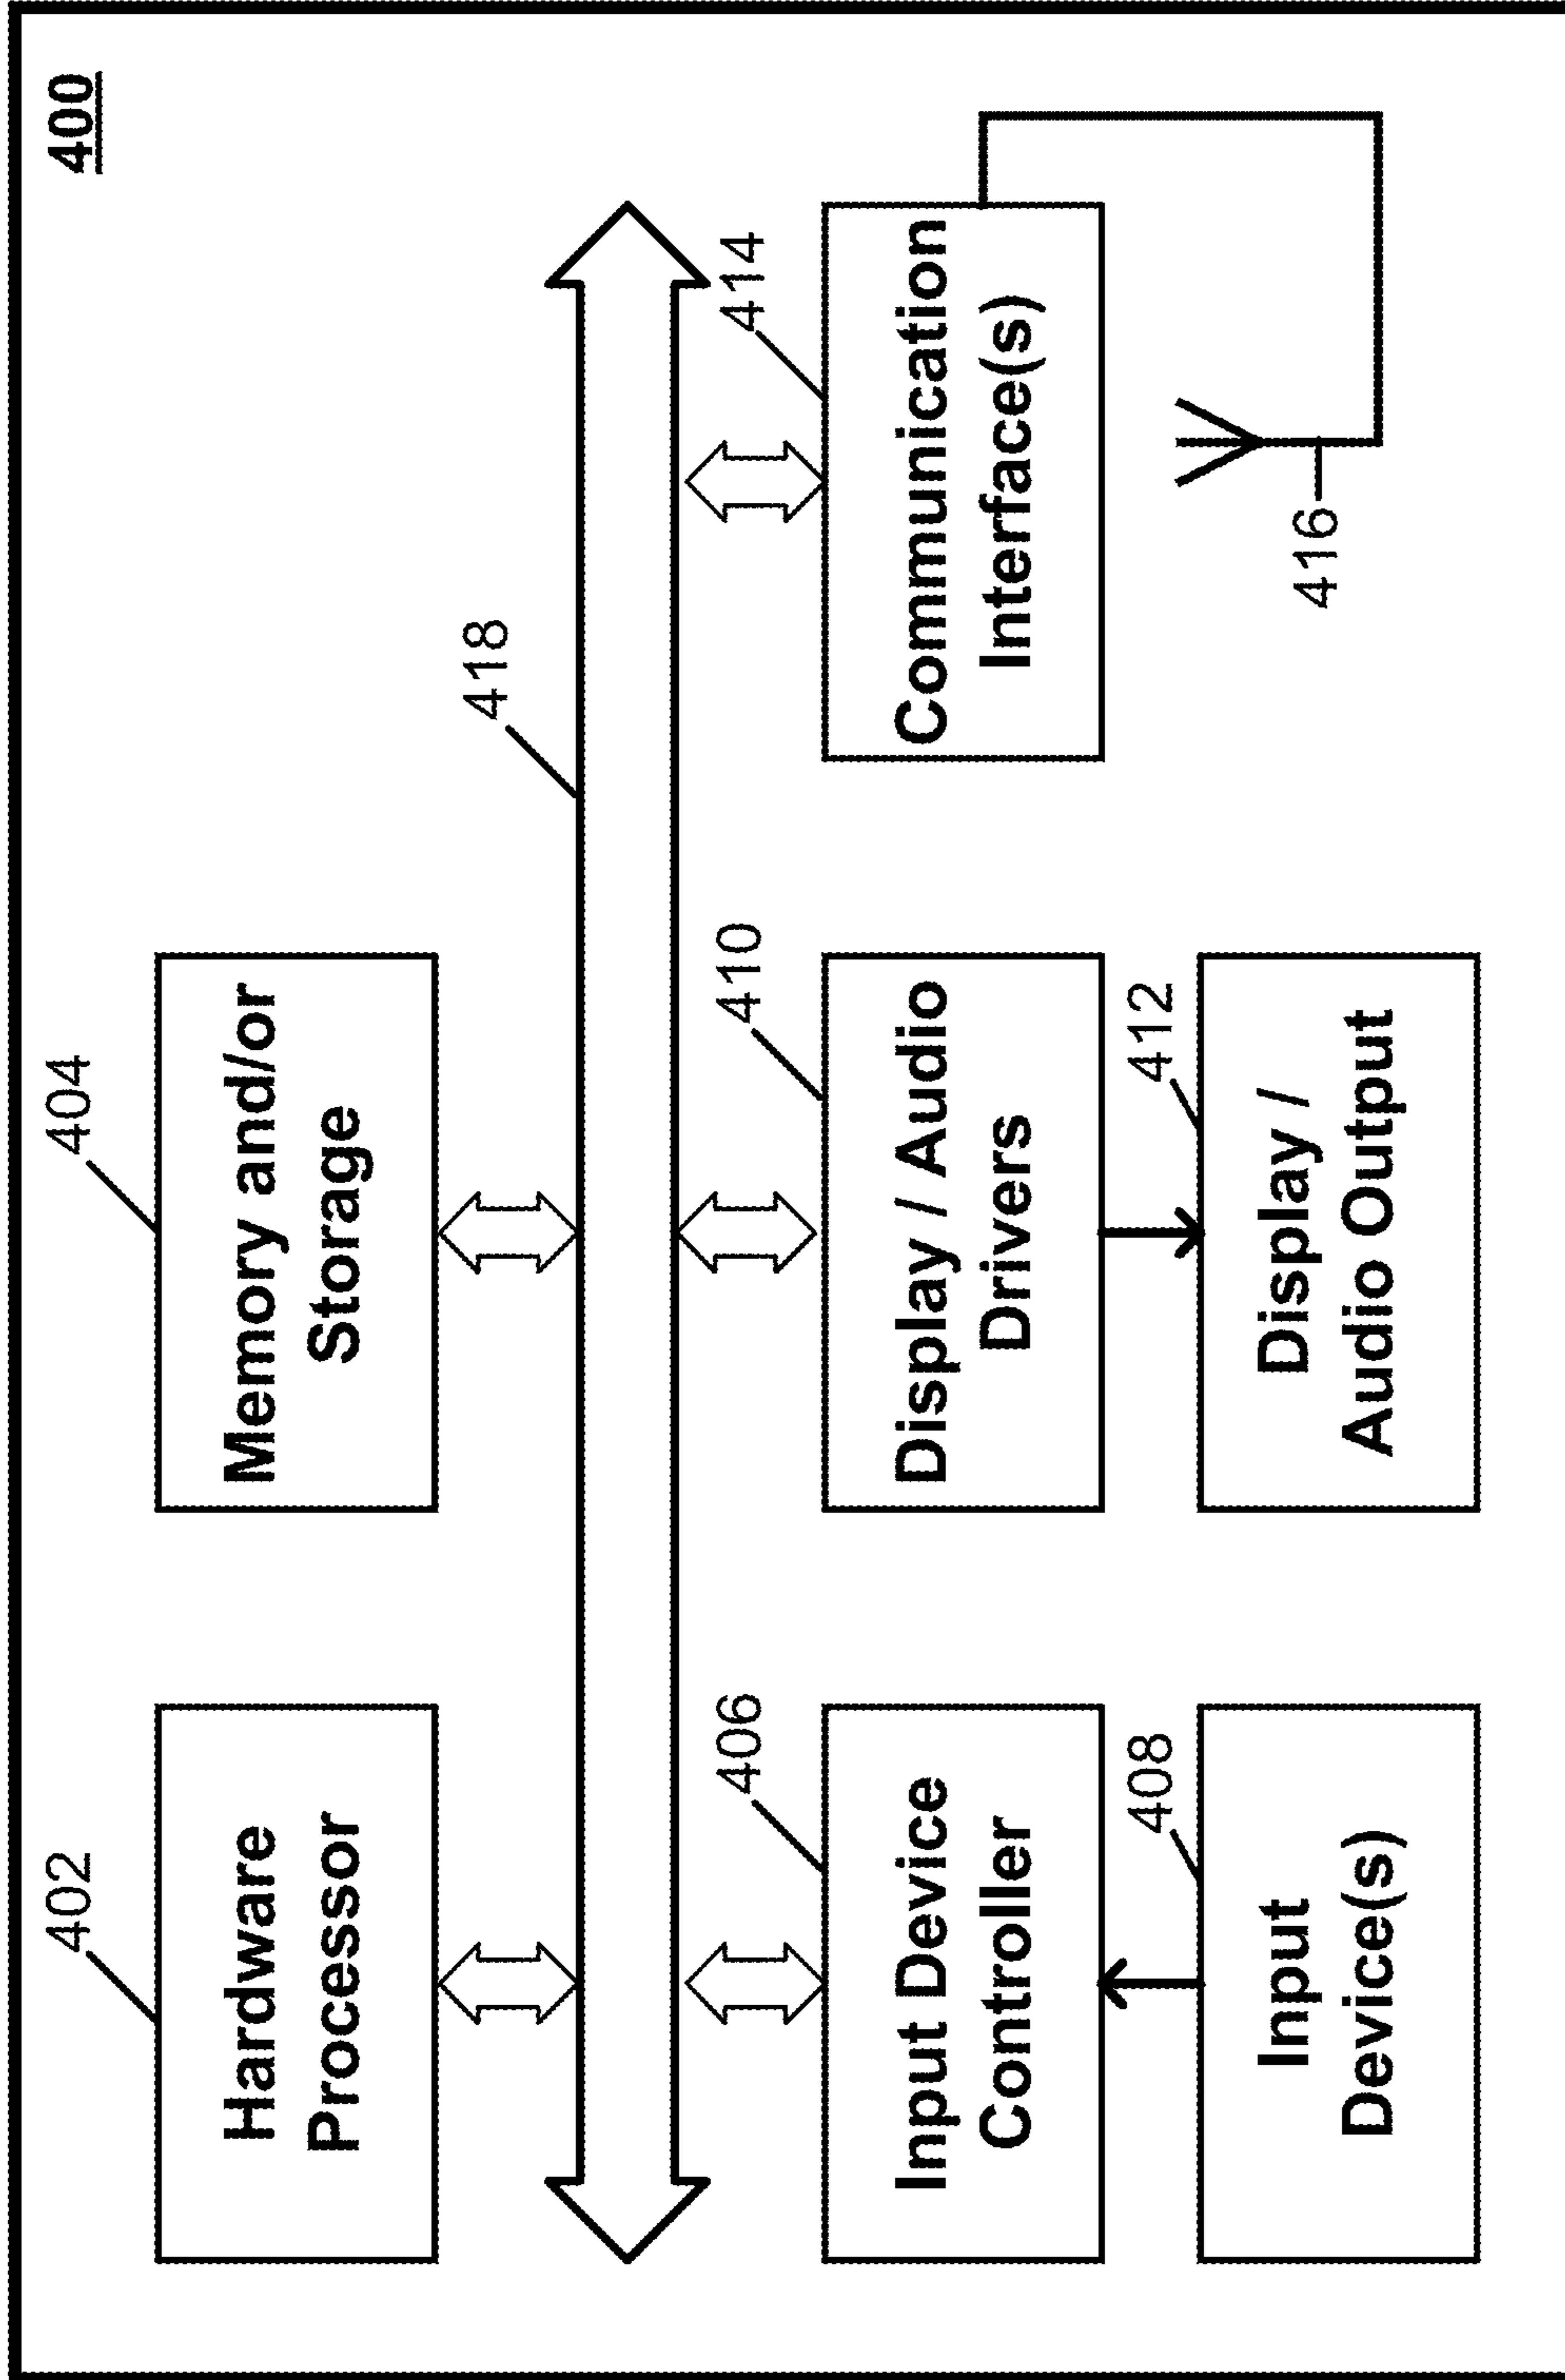 400
402
Hardware
Processor
404
Memory and/or
Storage
418
406
Input Device
Controller
410
Display / Audio
Drivers
414
Communication
Interface(s)
408
Input
Device(s)
412
Display /
Audio Output
416